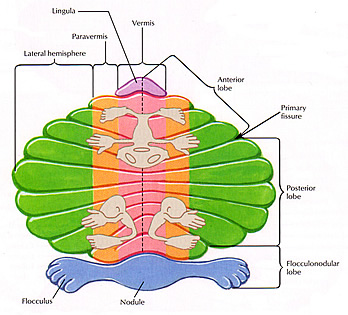 Lingula
Vermis
Paravermis
Lateral hemisphere
Anterior
lobe
Primary
fissure
Posterior
lobe
Flocculonodular
lobe
Flocculus
Nodule